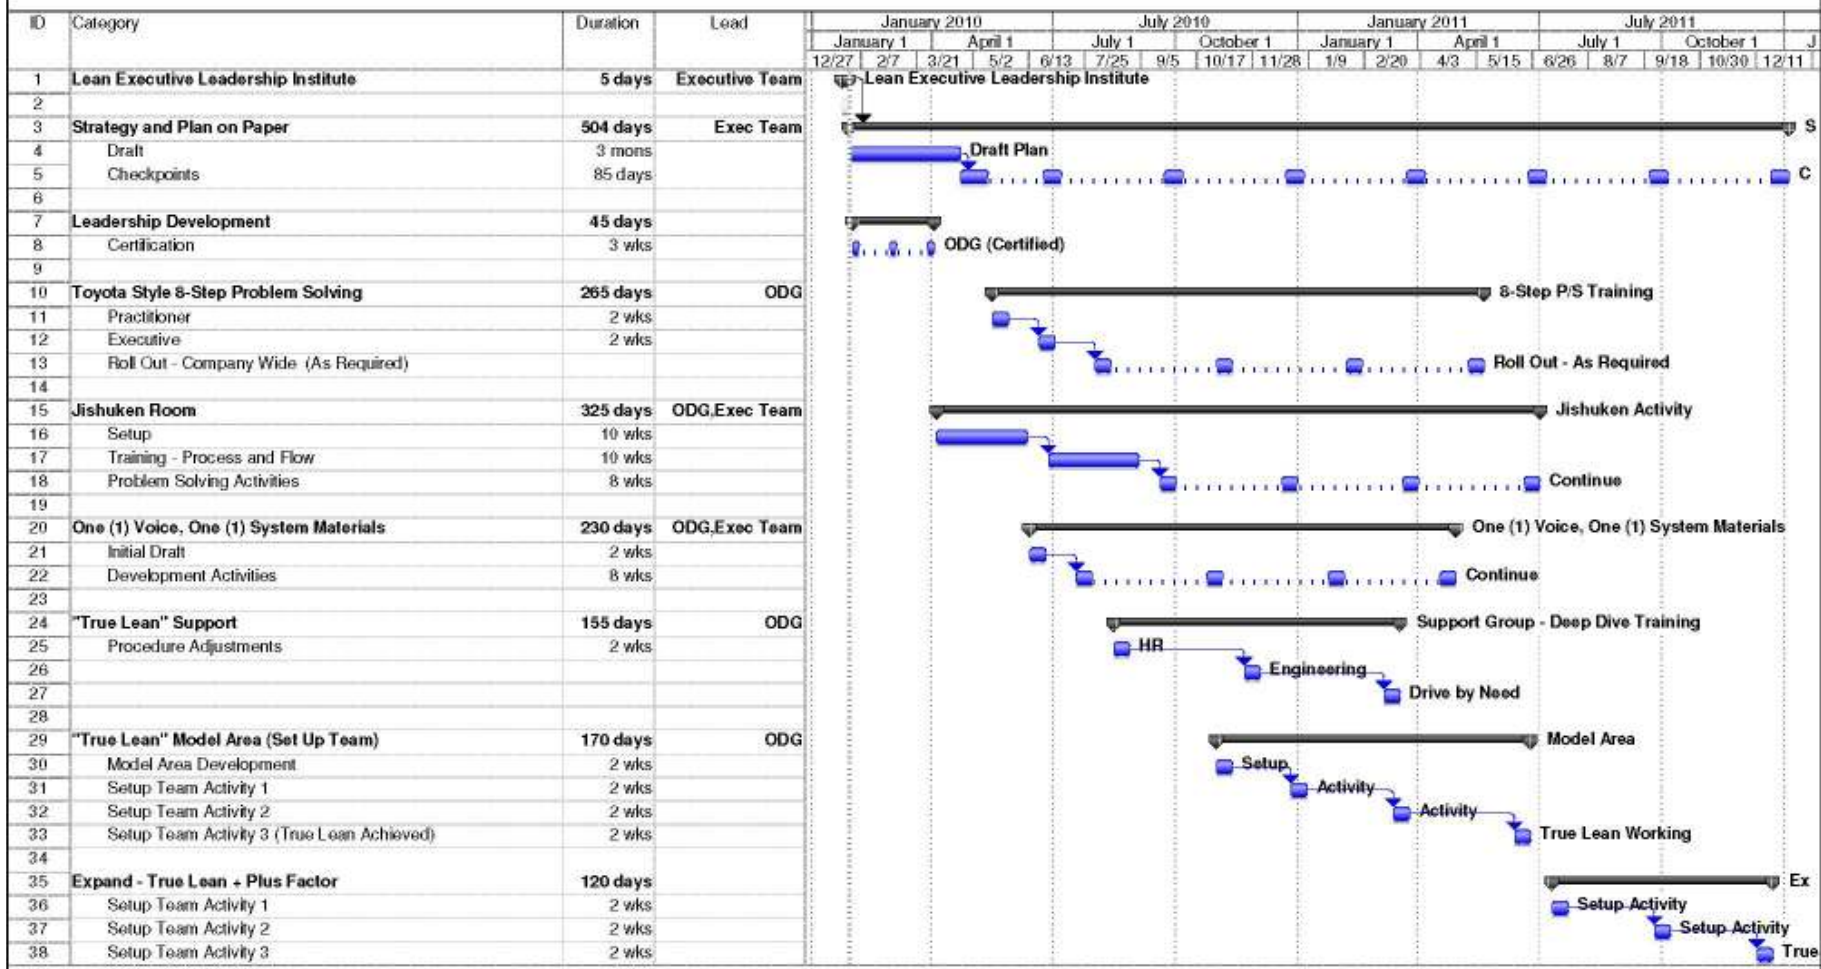 ID Category Duration Lead January 2010 July 2010 January 2011 July 2011
January 1 April 1 July 1 October 1 January 1 April 1 July 1 October 1 J
12/27 2/7 3/21 5/2 6/13 7/25 9/5 10/17 11/28 1/9 2/20 4/3 5/15 6/26 8/7 9/18 10/30 12/11
1 Lean Executive Leadership Institute 5 days Executive Team Lean Executive Leadership Institute
2
3 Strategy and Plan on Paper 504 days Exec Team S
4 Draft 3 mons Draft Plan
5 Checkpoints 85 days C
6
7 Leadership Development 45 days
8 Certification 3 wks ODG (Certified)
9
10 Toyota Style 8-Step Problem Solving 265 days ODG 8-Step P/S Training
11 Practitioner 2 wks
12 Executive 2 wks
13 Roll Out - Company Wide (As Required) Roll Out - As Required
14
15 Jishuken Room 325 days ODG,Exec Team Jishuken Activity
16 Setup 10 wks
17 Training - Process and Flow 10 wks
18 Problem Solving Activities 8 wks Continue
19
20 One (1) Voice, One (1) System Materials 230 days ODG,Exec Team One (1) Voice, One (1) System Materials
21 Initial Draft 2 wks
22 Development Activities 8 wks Continue
23
24 "True Lean" Support 155 days ODG Support Group - Deep Dive Training
25 Procedure Adjustments 2 wks HR
26 Engineering
27 Drive by Need
28
29 "True Lean" Model Area (Set Up Team) 170 days ODG Model Area
30 Model Area Development 2 wks Setup
31 Setup Team Activity 1 2 wks Activity
32 Setup Team Activity 2 2 wks Activity
33 Setup Team Activity 3 (True Lean Achieved) 2 wks True Lean Working
34
35 Expand - True Lean + Plus Factor 120 days Ex
36 Setup Team Activity 1 2 wks Setup Activity
37 Setup Team Activity 2 2 wks Setup Activity
38 Setup Team Activity 3 2 wks True